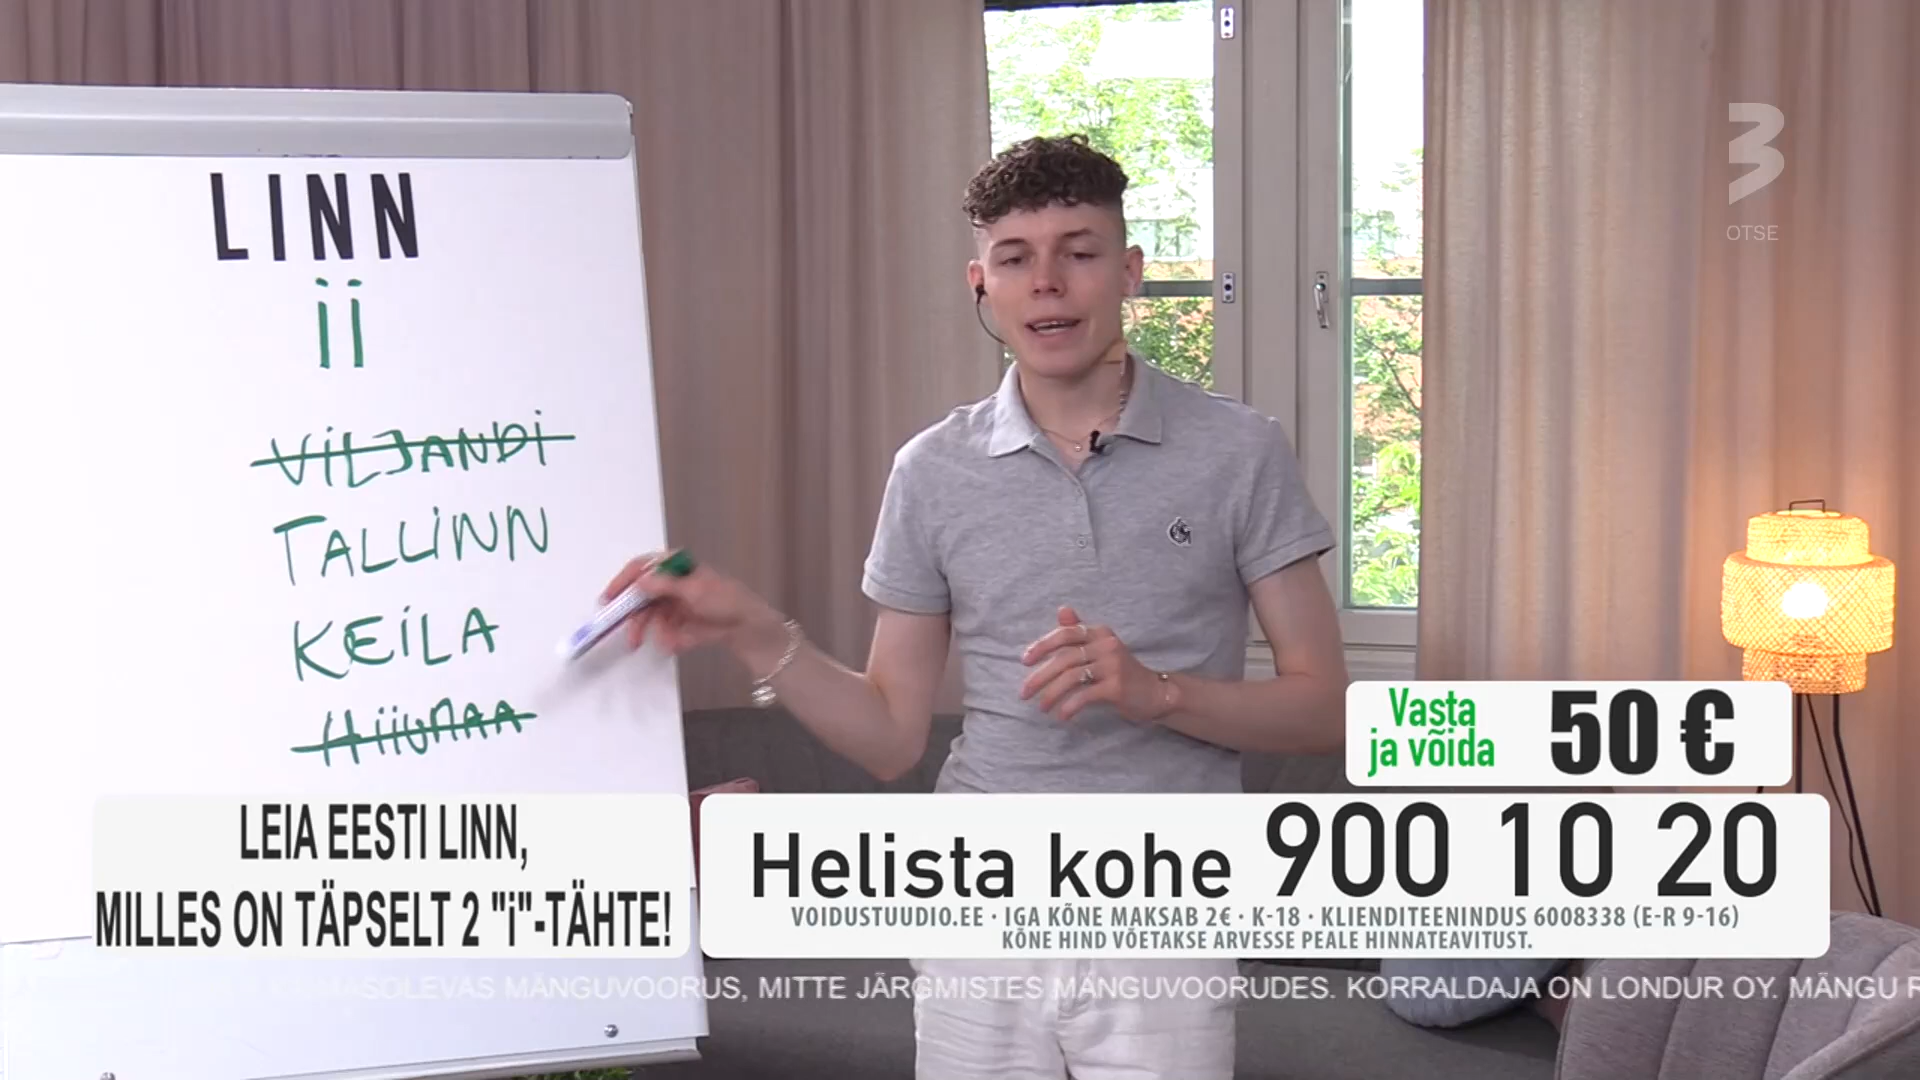 LINN
ii
ViLJANDi
TALLiNN
KEiLA
HiiuMAA
3
OTSE
Vasta
ja võida
50 €
LEIA EESTI LINN,
MILLES ON TÄPSELT 2 "i"-TÄHTE!
Helista kohe 900 10 20
VOIDUSTUUDIO.EE · IGA KÕNE MAKSAB 2€ · K-18 · KLIENDITEENINDUS 6008338 (E-R 9-16)
KÕNE HIND VÕETAKSE ARVESSE PEALE HINNATEAVITUST.
MÄNGUVOORUS, MITTE JÄRGMISTES MÄNGUVOORUDES. KORRALDAJA ON LONDUR OY. MÄNGU R